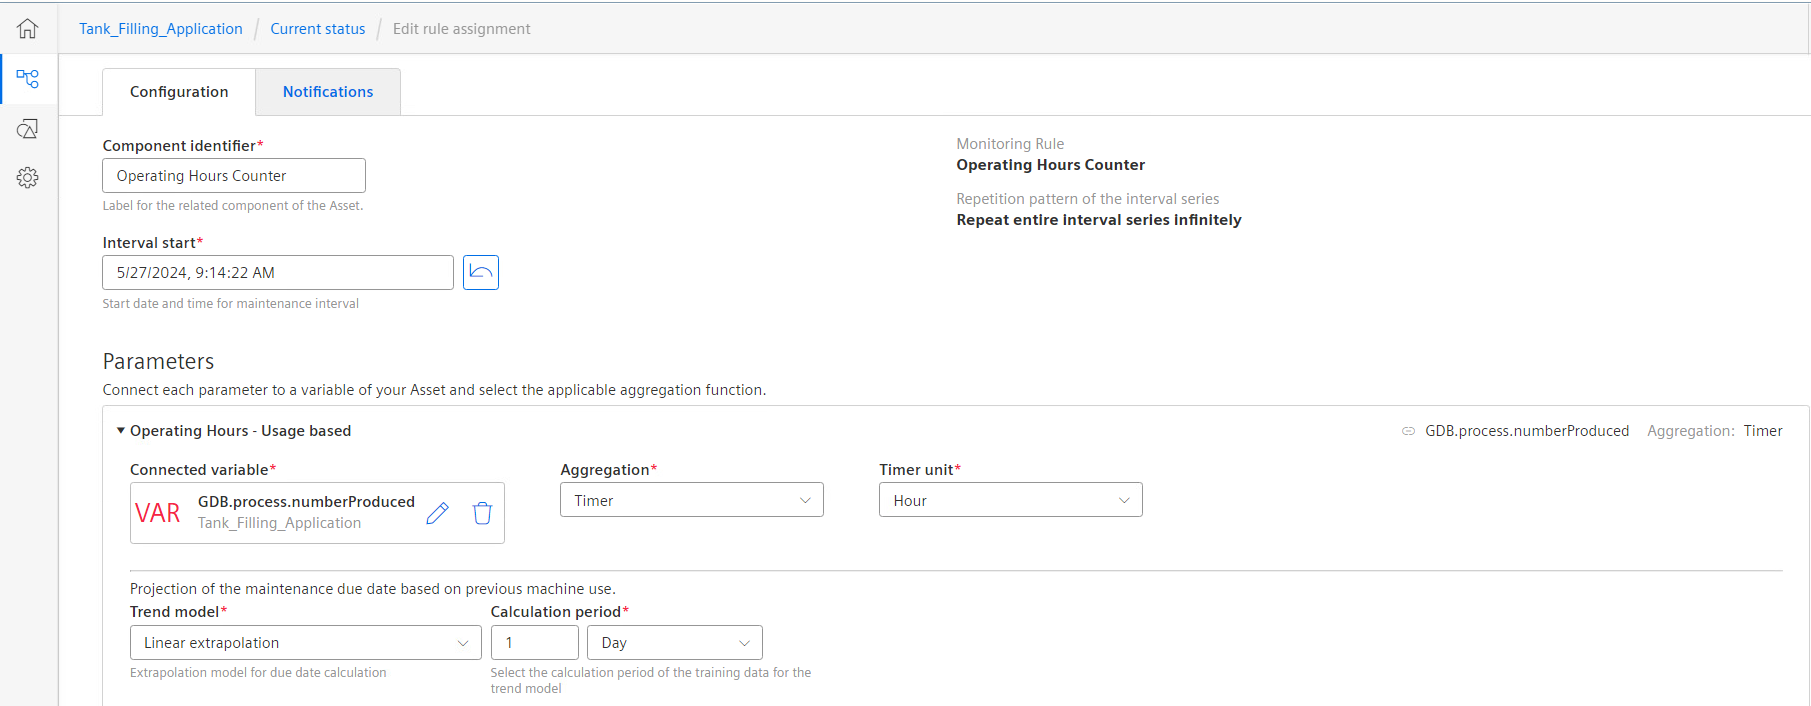 Tank_Filling_Application / Current status / Edit rule assignment
Configuration
Notifications
Component identifier*
Operating Hours Counter
Label for the related component of the Asset.
Monitoring Rule
Operating Hours Counter
Repetition pattern of the interval series
Repeat entire interval series infinitely
Interval start*
5/27/2024, 9:14:22 AM
Start date and time for maintenance interval
Parameters
Connect each parameter to a variable of your Asset and select the applicable aggregation function.
Operating Hours - Usage based
GDB.process.numberProduced Aggregation: Timer
Connected variable*
VAR
GDB.process.numberProduced
Tank_Filling_Application
Aggregation*
Timer
Timer unit*
Hour
Projection of the maintenance due date based on previous machine use.
Trend model*
Linear extrapolation
Extrapolation model for due date calculation
Calculation period*
1
Day
Select the calculation period of the training data for the
trend model